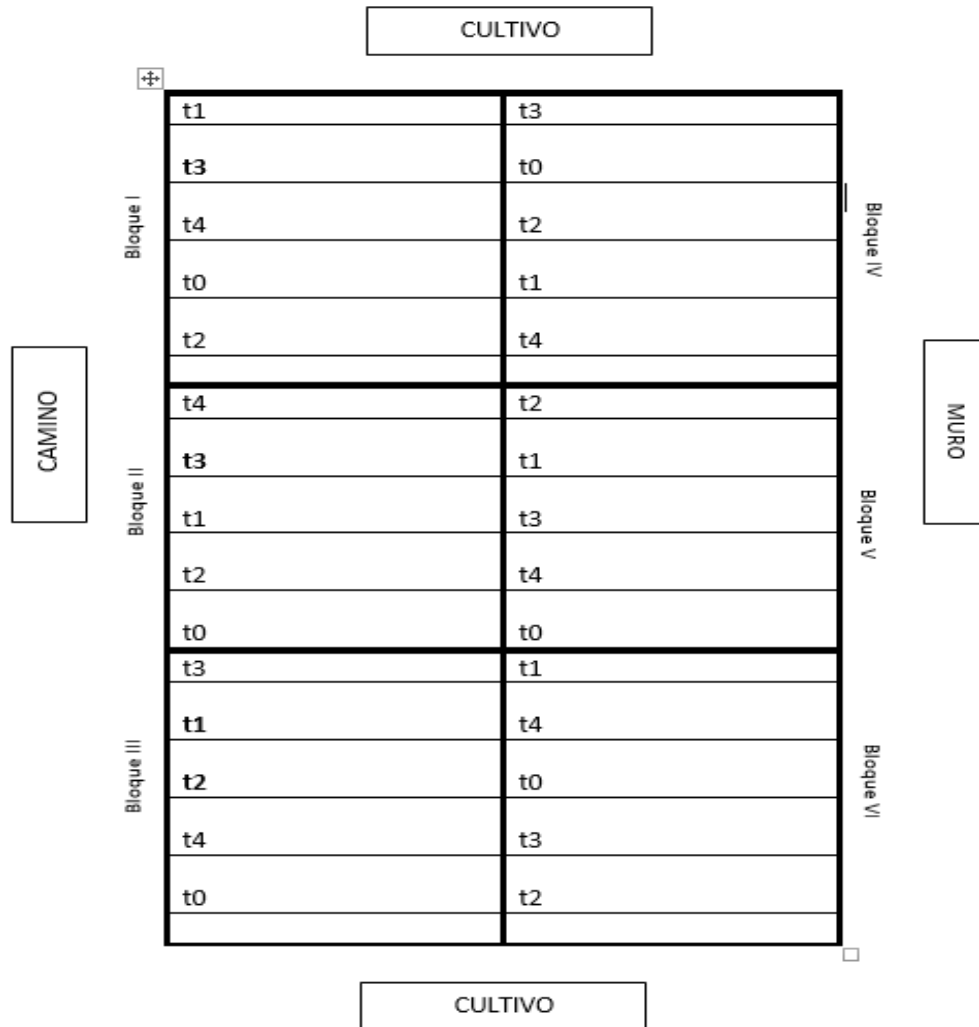 CULTIVO
t1 t3
t3 t0
Bloque I
Bloque IV
t4 t2
t0 t1
t2 t4
CAMINO
MURO
t4 t2
t3 t1
Bloque II
Bloque V
t1 t3
t2 t4
t0 t0
t3 t1
t1 t4
Bloque III
Bloque VI
t2 t0
t4 t3
t0 t2
CULTIVO